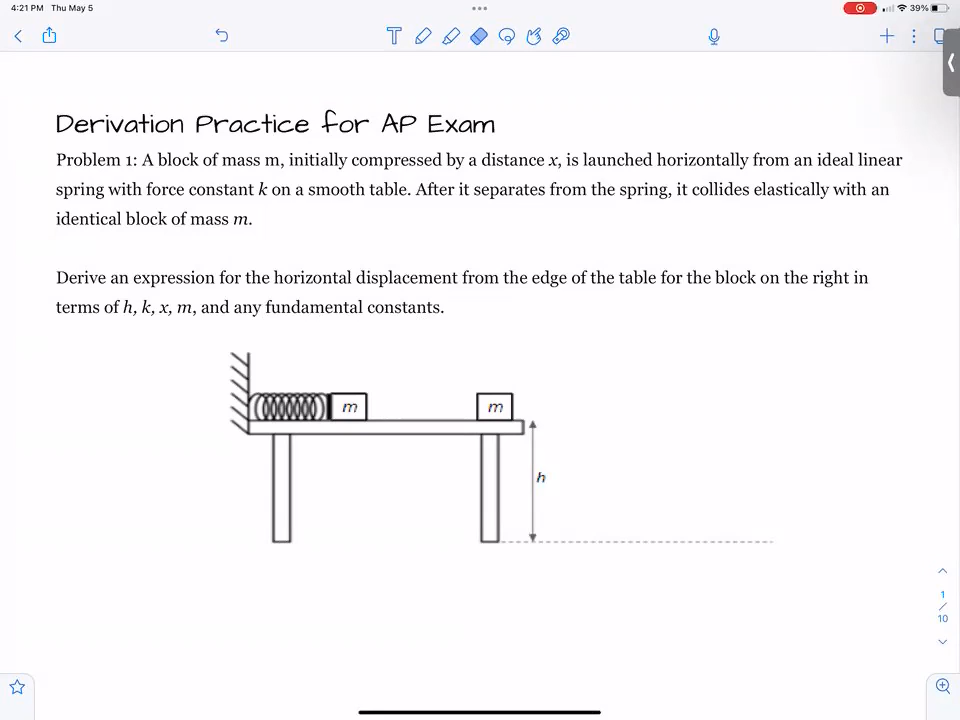 4:21 PM Thu May 5
39%
Derivation Practice for AP Exam
Problem 1: A block of mass m, initially compressed by a distance x, is launched horizontally from an ideal linear
spring with force constant k on a smooth table. After it separates from the spring, it collides elastically with an
identical block of mass m.
Derive an expression for the horizontal displacement from the edge of the table for the block on the right in
terms of h, k, x, m, and any fundamental constants.
m
m
h
1
/
10